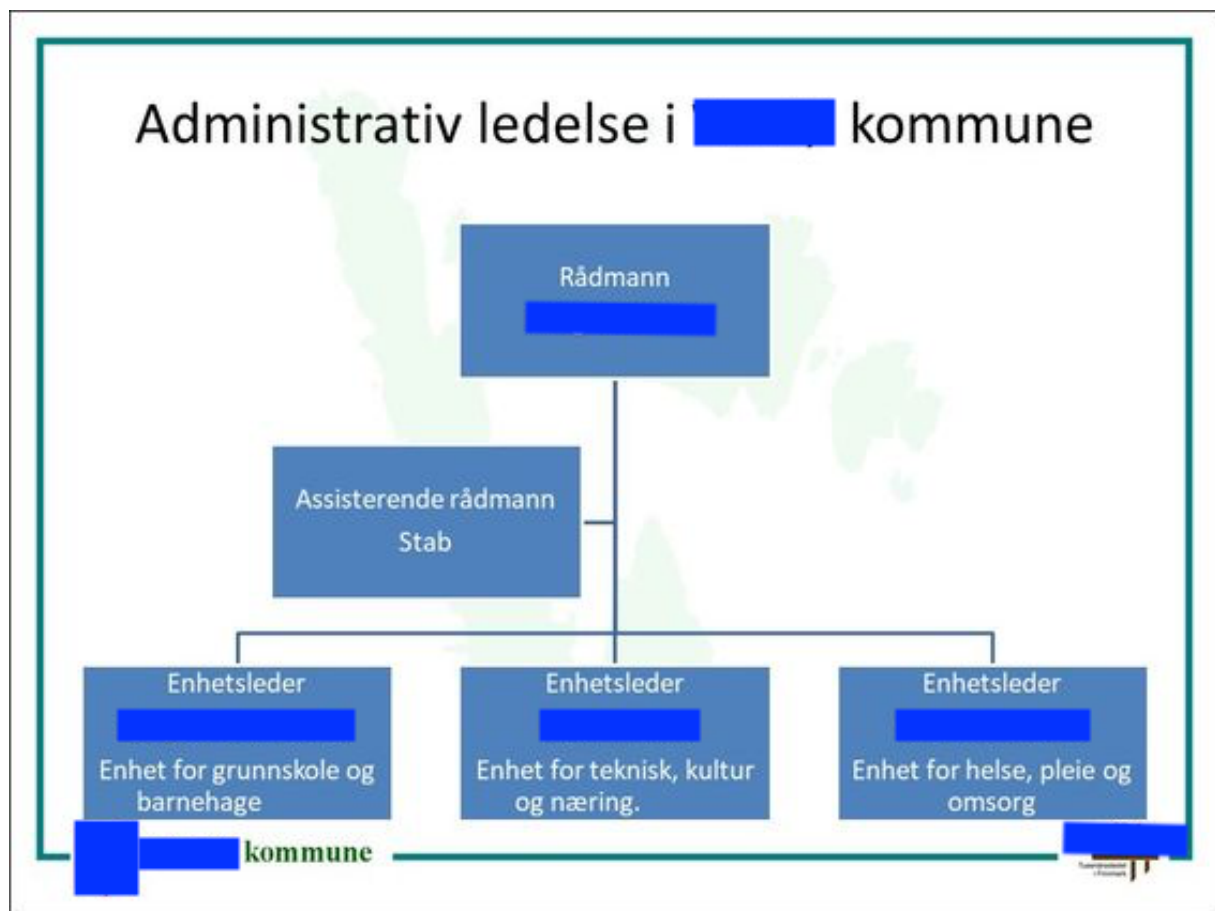 Administrativ ledelse i kommune
Rådmann
Assisterende rådmann
Stab
Enhetsleder
Enhet for grunnskole og
barnehage
Enhetsleder
Enhet for teknisk, kultur
og næring.
Enhetsleder
Enhet for helse, pleie og
omsorg
kommune